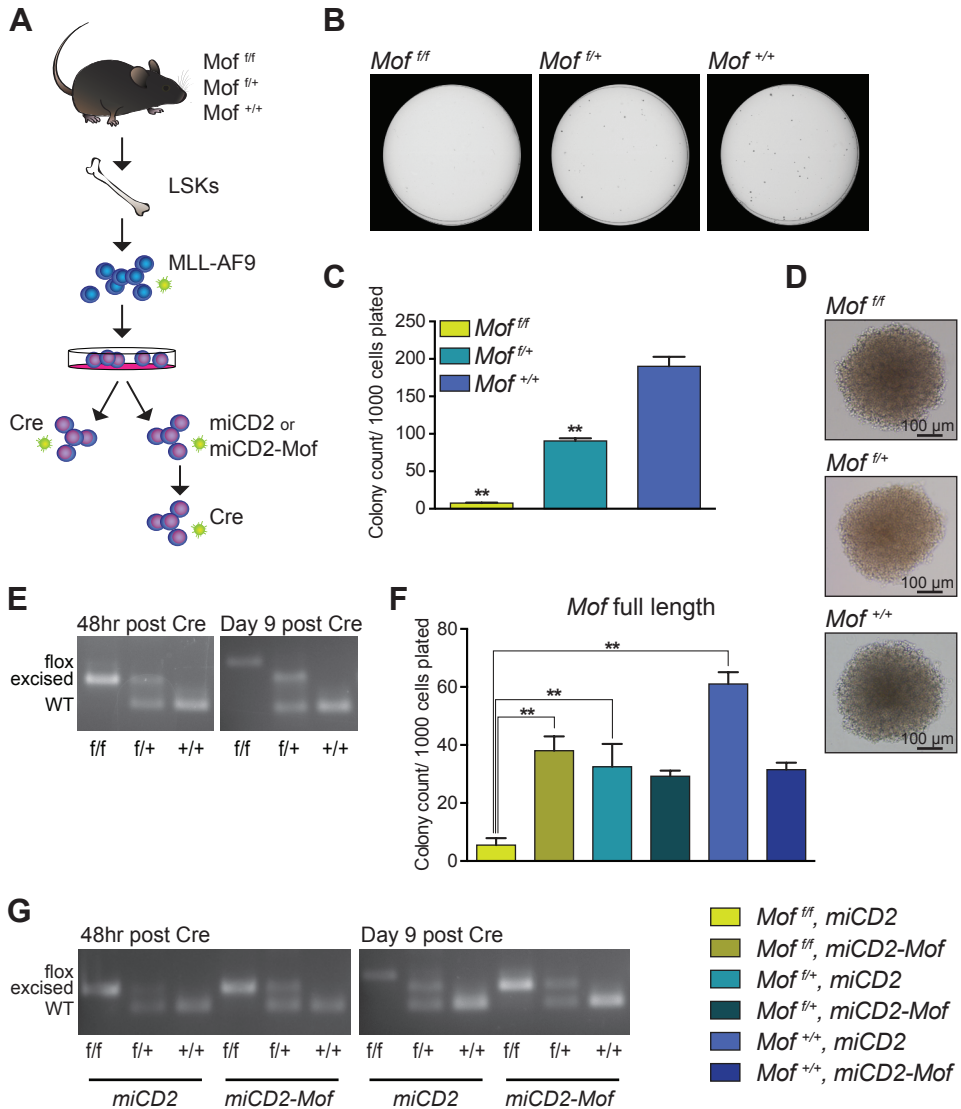 A
Mof f/f
Mof f/+
Mof +/+
LSKs
MLL-AF9
Cre
miCD2 or
miCD2-Mof
Cre
B
Mof f/f
Mof f/+
Mof +/+
C
Colony count/ 1000 cells plated
250
200
150
100
50
0
Mof f/f
Mof f/+
Mof +/+
**
**
D
Mof f/f
100 µm
Mof f/+
100 µm
Mof +/+
100 µm
E
48hr post Cre
Day 9 post Cre
flox
excised
WT
f/f f/+ +/+
f/f f/+ +/+
F
Mof full length
Colony count/ 1000 cells plated
80
60
40
20
0
**
**
**
G
48hr post Cre
Day 9 post Cre
flox
excised
WT
f/f f/+ +/+ f/f f/+ +/+
f/f f/+ +/+ f/f f/+ +/+
miCD2 miCD2-Mof
miCD2 miCD2-Mof
Mof f/f, miCD2
Mof f/f, miCD2-Mof
Mof f/+, miCD2
Mof f/+, miCD2-Mof
Mof +/+, miCD2
Mof +/+, miCD2-Mof